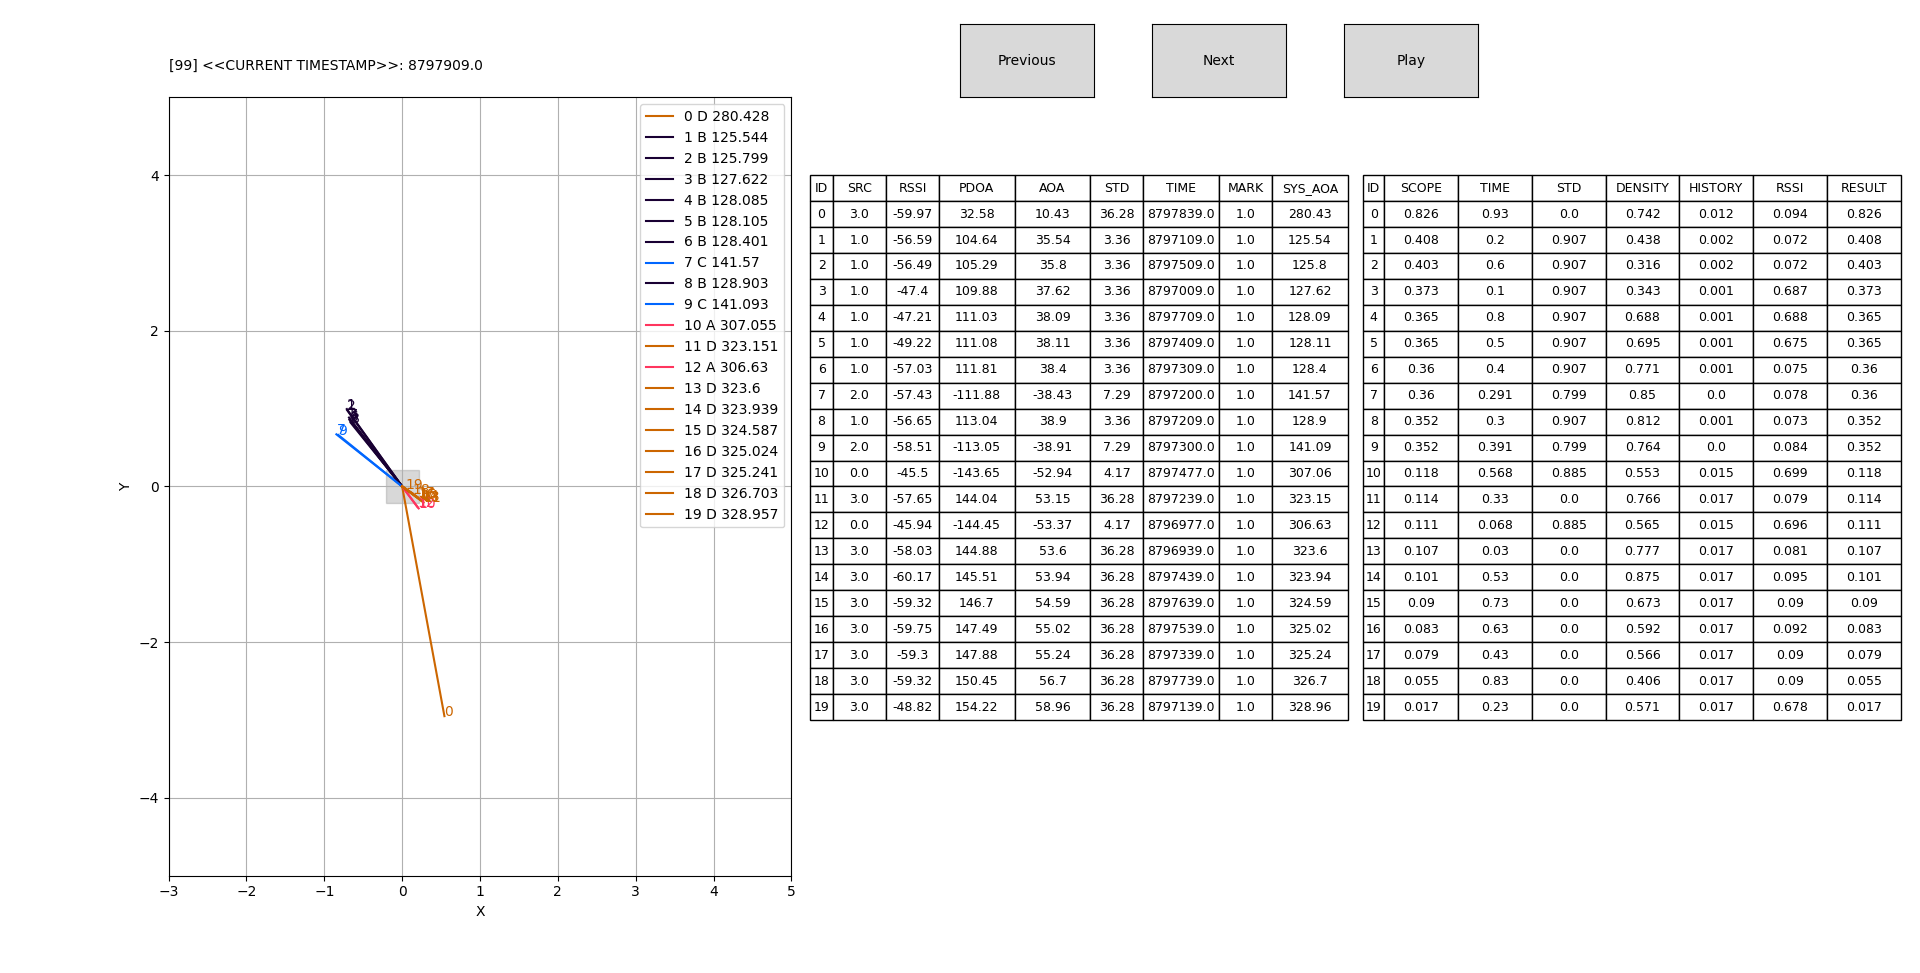 Previous
Next
Play
[99] <<CURRENT TIMESTAMP>>: 8797909.0
0 D 280.428
1 B 125.544
2 B 125.799
3 B 127.622
4 B 128.085
5 B 128.105
6 B 128.401
7 C 141.57
8 B 128.903
9 C 141.093
10 A 307.055
11 D 323.151
12 A 306.63
13 D 323.6
14 D 323.939
15 D 324.587
16 D 325.024
17 D 325.241
18 D 326.703
19 D 328.957
4
2
0
−2
−4
Y
−3 −2 −1 0 1 2 3 4 5
X
19
0
ID SRC RSSI PDOA AOA STD TIME MARK SYS_AOA
0 3.0 -59.97 32.58 10.43 36.28 8797839.0 1.0 280.43
1 1.0 -56.59 104.64 35.54 3.36 8797109.0 1.0 125.54
2 1.0 -56.49 105.29 35.8 3.36 8797509.0 1.0 125.8
3 1.0 -47.4 109.88 37.62 3.36 8797009.0 1.0 127.62
4 1.0 -47.21 111.03 38.09 3.36 8797709.0 1.0 128.09
5 1.0 -49.22 111.08 38.11 3.36 8797409.0 1.0 128.11
6 1.0 -57.03 111.81 38.4 3.36 8797309.0 1.0 128.4
7 2.0 -57.43 -111.88 -38.43 7.29 8797200.0 1.0 141.57
8 1.0 -56.65 113.04 38.9 3.36 8797209.0 1.0 128.9
9 2.0 -58.51 -113.05 -38.91 7.29 8797300.0 1.0 141.09
10 0.0 -45.5 -143.65 -52.94 4.17 8797477.0 1.0 307.06
11 3.0 -57.65 144.04 53.15 36.28 8797239.0 1.0 323.15
12 0.0 -45.94 -144.45 -53.37 4.17 8796977.0 1.0 306.63
13 3.0 -58.03 144.88 53.6 36.28 8796939.0 1.0 323.6
14 3.0 -60.17 145.51 53.94 36.28 8797439.0 1.0 323.94
15 3.0 -59.32 146.7 54.59 36.28 8797639.0 1.0 324.59
16 3.0 -59.75 147.49 55.02 36.28 8797539.0 1.0 325.02
17 3.0 -59.3 147.88 55.24 36.28 8797339.0 1.0 325.24
18 3.0 -59.32 150.45 56.7 36.28 8797739.0 1.0 326.7
19 3.0 -48.82 154.22 58.96 36.28 8797139.0 1.0 328.96
ID SCOPE TIME STD DENSITY HISTORY RSSI RESULT
0 0.826 0.93 0.0 0.742 0.012 0.094 0.826
1 0.408 0.2 0.907 0.438 0.002 0.072 0.408
2 0.403 0.6 0.907 0.316 0.002 0.072 0.403
3 0.373 0.1 0.907 0.343 0.001 0.687 0.373
4 0.365 0.8 0.907 0.688 0.001 0.688 0.365
5 0.365 0.5 0.907 0.695 0.001 0.675 0.365
6 0.36 0.4 0.907 0.771 0.001 0.075 0.36
7 0.36 0.291 0.799 0.85 0.0 0.078 0.36
8 0.352 0.3 0.907 0.812 0.001 0.073 0.352
9 0.352 0.391 0.799 0.764 0.0 0.084 0.352
10 0.118 0.568 0.885 0.553 0.015 0.699 0.118
11 0.114 0.33 0.0 0.766 0.017 0.079 0.114
12 0.111 0.068 0.885 0.565 0.015 0.696 0.111
13 0.107 0.03 0.0 0.777 0.017 0.081 0.107
14 0.101 0.53 0.0 0.875 0.017 0.095 0.101
15 0.09 0.73 0.0 0.673 0.017 0.09 0.09
16 0.083 0.63 0.0 0.592 0.017 0.092 0.083
17 0.079 0.43 0.0 0.566 0.017 0.09 0.079
18 0.055 0.83 0.0 0.406 0.017 0.09 0.055
19 0.017 0.23 0.0 0.571 0.017 0.678 0.017